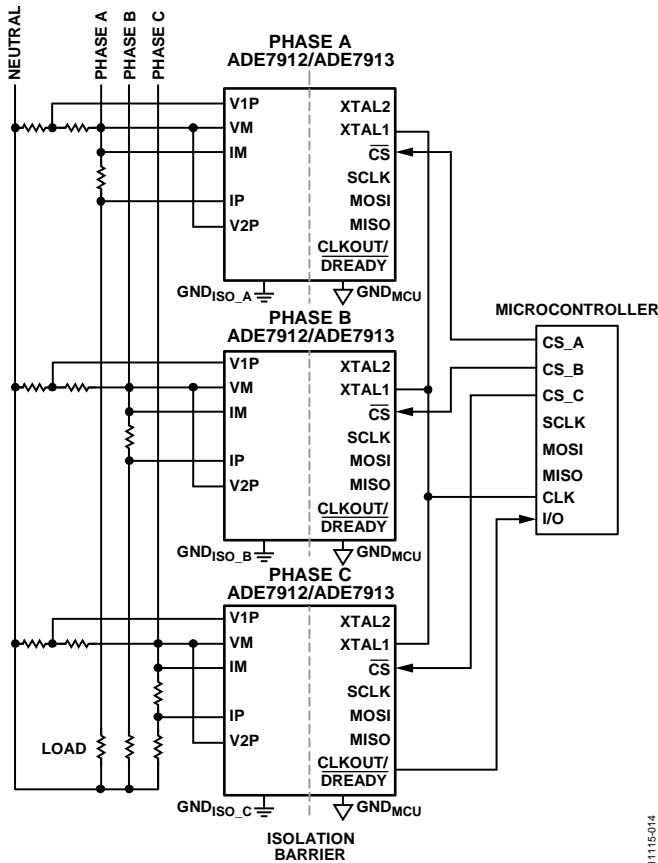 NEUTRAL
PHASE A
PHASE B
PHASE C
PHASE A
ADE7912/ADE7913
V1P
VM
IM
IP
V2P
XTAL2
XTAL1
CS
SCLK
MOSI
MISO
CLKOUT/
DREADY
GNDISO_A
GNDMCU
PHASE B
ADE7912/ADE7913
V1P
VM
IM
IP
V2P
XTAL2
XTAL1
CS
SCLK
MOSI
MISO
CLKOUT/
DREADY
GNDISO_B
GNDMCU
PHASE C
ADE7912/ADE7913
V1P
VM
IM
IP
V2P
XTAL2
XTAL1
CS
SCLK
MOSI
MISO
CLKOUT/
DREADY
GNDISO_C
GNDMCU
LOAD
ISOLATION
BARRIER
MICROCONTROLLER
CS_A
CS_B
CS_C
SCLK
MOSI
MISO
CLK
I/O
11115-014